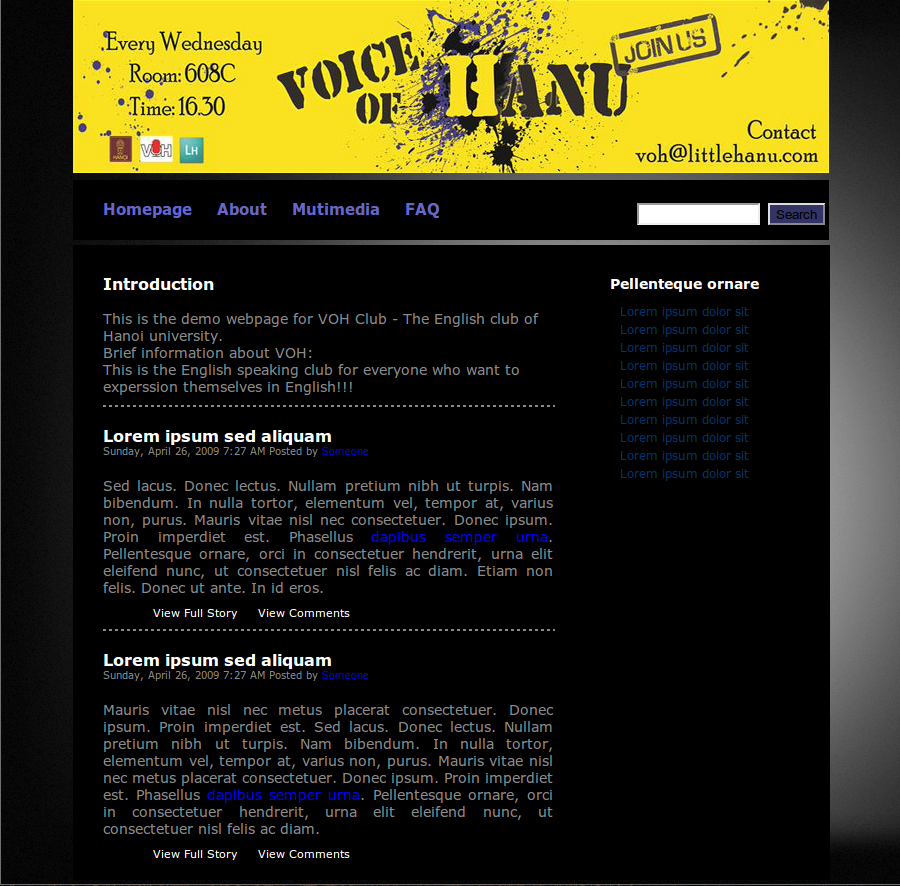 Every Wednesday
Room: 608C
Time: 16.30
VOICE
OF HANU
JOIN US
HANOI
VOH
LH
Contact
voh@littlehanu.com
Homepage About Mutimedia FAQ
Search
Introduction
This is the demo webpage for VOH Club - The English club of
Hanoi university.
Brief information about VOH:
This is the English speaking club for everyone who want to
experssion themselves in English!!!
Lorem ipsum sed aliquam
Sunday, April 26, 2009 7:27 AM Posted by Someone
Sed lacus. Donec lectus. Nullam pretium nibh ut turpis. Nam
bibendum. In nulla tortor, elementum vel, tempor at, varius
non, purus. Mauris vitae nisl nec consectetuer. Donec ipsum.
Proin imperdiet est. Phasellus dapibus semper urna.
Pellentesque ornare, orci in consectetuer hendrerit, urna elit
eleifend nunc, ut consectetuer nisl felis ac diam. Etiam non
felis. Donec ut ante. In id eros.
View Full Story View Comments
Lorem ipsum sed aliquam
Sunday, April 26, 2009 7:27 AM Posted by Someone
Mauris vitae nisl nec metus placerat consectetuer. Donec
ipsum. Proin imperdiet est. Sed lacus. Donec lectus. Nullam
pretium nibh ut turpis. Nam bibendum. In nulla tortor,
elementum vel, tempor at, varius non, purus. Mauris vitae nisl
nec metus placerat consectetuer. Donec ipsum. Proin imperdiet
est. Phasellus dapibus semper urna. Pellentesque ornare, orci
in consectetuer hendrerit, urna elit eleifend nunc, ut
consectetuer nisl felis ac diam.
View Full Story View Comments
Pellenteque ornare
Lorem ipsum dolor sit
Lorem ipsum dolor sit
Lorem ipsum dolor sit
Lorem ipsum dolor sit
Lorem ipsum dolor sit
Lorem ipsum dolor sit
Lorem ipsum dolor sit
Lorem ipsum dolor sit
Lorem ipsum dolor sit
Lorem ipsum dolor sit